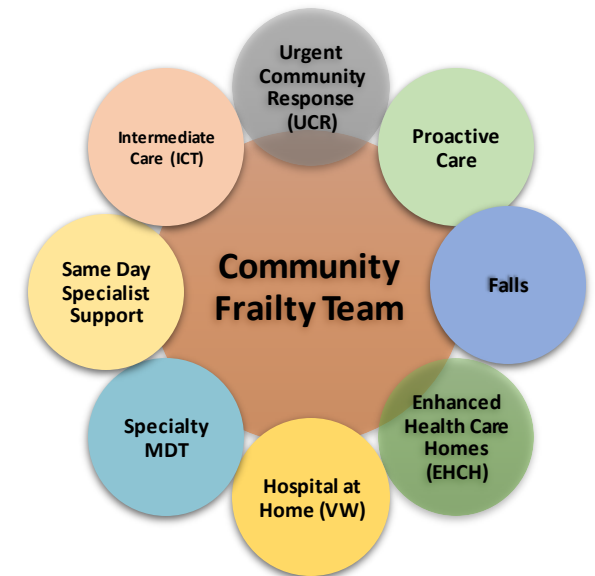 Urgent
Community
Response
(UCR)
Proactive
Care
Falls
Enhanced
Health Care
Homes
(EHCH)
Hospital at
Home (VW)
Specialty
MDT
Same Day
Specialist
Support
Intermediate
Care (ICT)
Community
Frailty Team